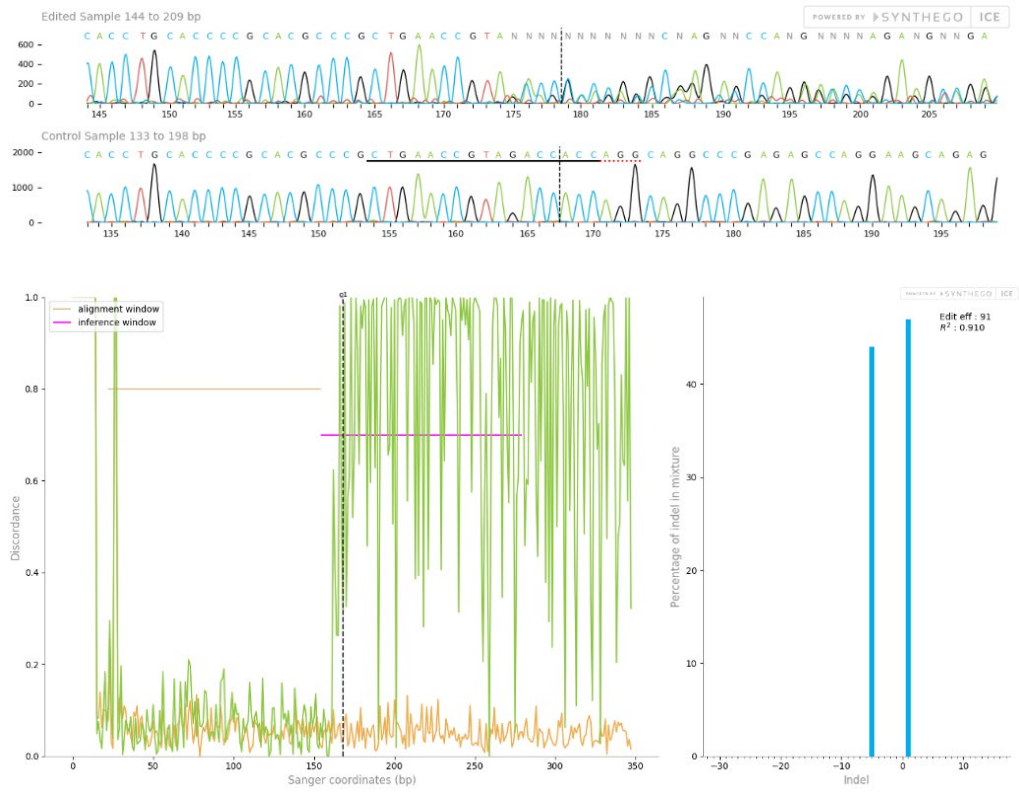 Edited Sample 144 to 209 bp
POWERED BY SYNTHEGO ICE
C A C C T G C A C C C C G C A C G C C C G C T G A A C C G T A N N N N N N N N N N N C N A G N N C C A N G N N N N A G A N G N N G A
600
400
200
0
145 150 155 160 165 170 175 180 185 190 195 200 205
Control Sample 133 to 198 bp
C A C C T G C A C C C C G C A C G C C C G C T G A A C C G T A G A C C A C C A G G C A G G C C C G A G A G C C A G G A A G C A G A G
2000
1000
0
135 140 145 150 155 160 165 170 175 180 185 190 195
g1
POWERED BY SYNTHEGO ICE
alignment window
inference window
Edit eff : 91
R² : 0.910
1.0
0.8
0.6
0.4
0.2
0.0
Discordance
0 50 100 150 200 250 300 350
Sanger coordinates (bp)
40
30
20
10
0
Percentage of indel in mixture
−30 −20 −10 0 10
Indel